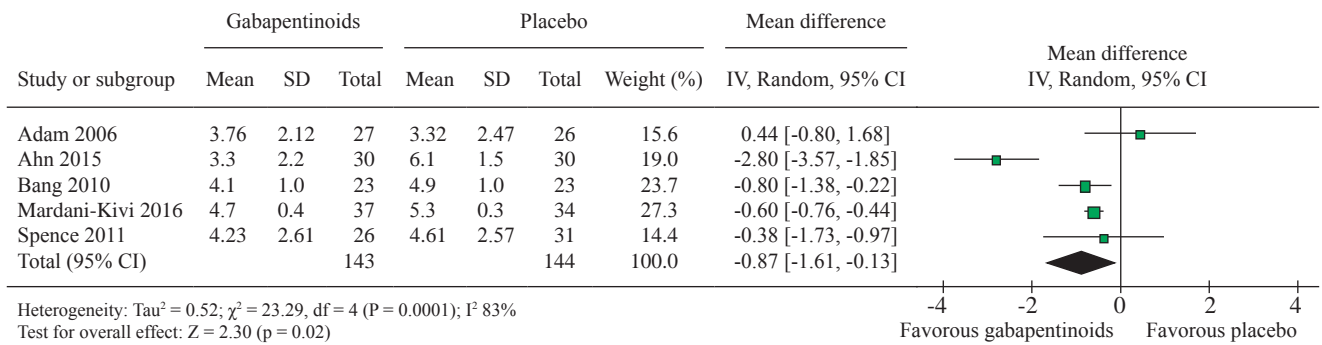 Gabapentinoids Placebo Mean difference
Mean difference
Study or subgroup Mean SD Total Mean SD Total Weight (%) IV, Random, 95% CI IV, Random, 95% CI
Adam 2006 3.76 2.12 27 3.32 2.47 26 15.6 0.44 [-0.80, 1.68]
Ahn 2015 3.3 2.2 30 6.1 1.5 30 19.0 -2.80 [-3.57, -1.85]
Bang 2010 4.1 1.0 23 4.9 1.0 23 23.7 -0.80 [-1.38, -0.22]
Mardani-Kivi 2016 4.7 0.4 37 5.3 0.3 34 27.3 -0.60 [-0.76, -0.44]
Spence 2011 4.23 2.61 26 4.61 2.57 31 14.4 -0.38 [-1.73, -0.97]
Total (95% CI) 143 144 100.0 -0.87 [-1.61, -0.13]
Heterogeneity: Tau² = 0.52; χ² = 23.29, df = 4 (P = 0.0001); I² 83%
Test for overall effect: Z = 2.30 (p = 0.02)
-4 -2 0 2 4
Favorous gabapentinoids Favorous placebo